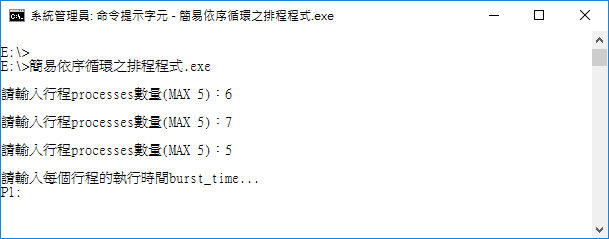 系統管理員: 命令提示字元 - 簡易依序循環之排程程式.exe
E:\>
E:\>簡易依序循環之排程程式.exe
請輸入行程processes數量(MAX 5)：6
請輸入行程processes數量(MAX 5)：7
請輸入行程processes數量(MAX 5)：5
請輸入每個行程的執行時間burst_time...
P1: